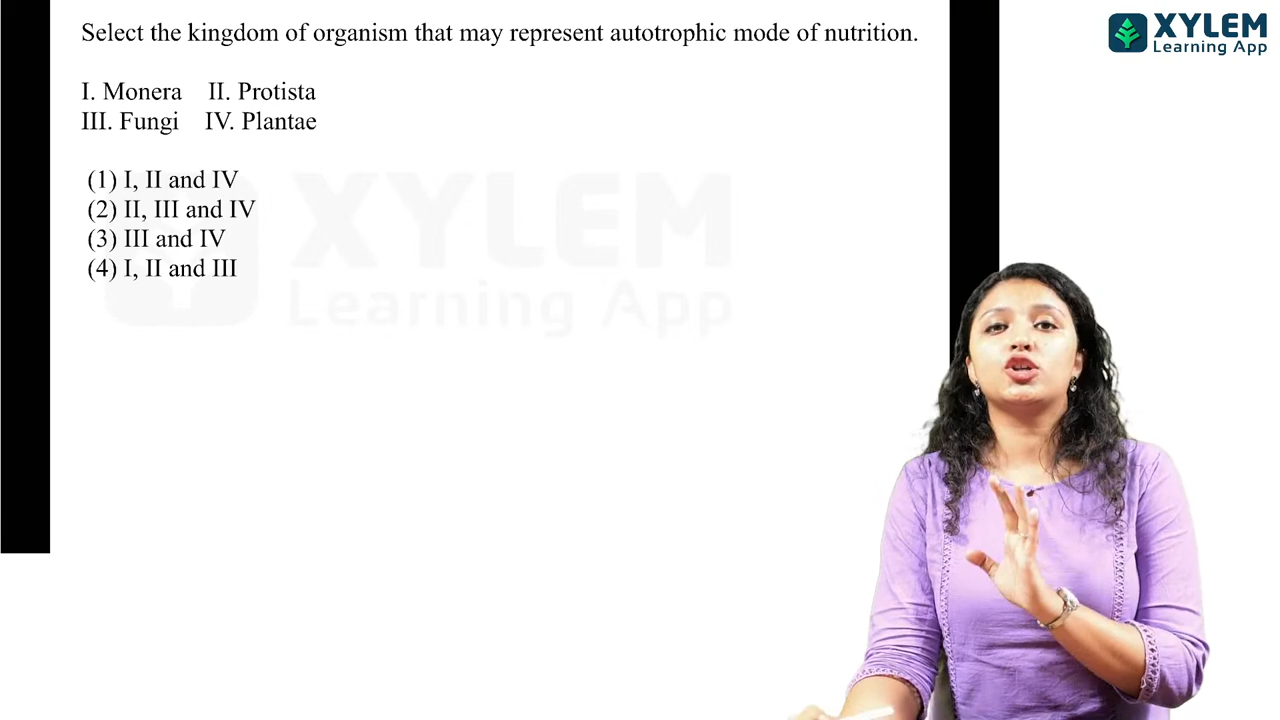 Select the kingdom of organism that may represent autotrophic mode of nutrition.
I. Monera II. Protista
III. Fungi IV. Plantae
(1) I, II and IV
(2) II, III and IV
(3) III and IV
(4) I, II and III
XYLEM
Learning App
XYLEM
Learning App